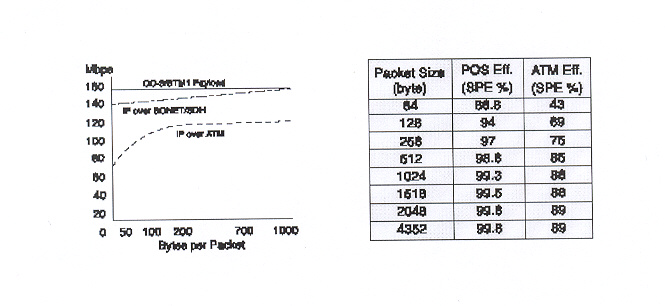 Mbps
160
140
120
100
80
60
40
20
0 50 100 200 700 1000
Bytes per Packet
OC-3/STM1 Payload
IP over SONET/SDH
IP over ATM
Packet Size (byte) POS Eff. (SPE %) ATM Eff. (SPE %)
64 88.8 43
128 94 69
256 97 75
512 98.6 85
1024 99.3 88
1518 99.5 88
2048 99.6 89
4352 99.8 89